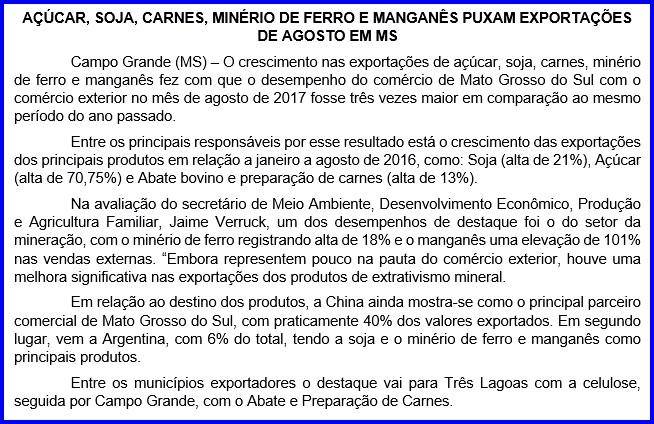 AÇÚCAR, SOJA, CARNES, MINÉRIO DE FERRO E MANGANÊS PUXAM EXPORTAÇÕES
DE AGOSTO EM MS
Campo Grande (MS) – O crescimento nas exportações de açúcar, soja, carnes, minério
de ferro e manganês fez com que o desempenho do comércio de Mato Grosso do Sul com o
comércio exterior no mês de agosto de 2017 fosse três vezes maior em comparação ao mesmo
período do ano passado.
Entre os principais responsáveis por esse resultado está o crescimento das exportações
dos principais produtos em relação a janeiro a agosto de 2016, como: Soja (alta de 21%), Açúcar
(alta de 70,75%) e Abate bovino e preparação de carnes (alta de 13%).
Na avaliação do secretário de Meio Ambiente, Desenvolvimento Econômico, Produção
e Agricultura Familiar, Jaime Verruck, um dos desempenhos de destaque foi o do setor da
mineração, com o minério de ferro registrando alta de 18% e o manganês uma elevação de 101%
nas vendas externas. “Embora representem pouco na pauta do comércio exterior, houve uma
melhora significativa nas exportações dos produtos de extrativismo mineral.
Em relação ao destino dos produtos, a China ainda mostra-se como o principal parceiro
comercial de Mato Grosso do Sul, com praticamente 40% dos valores exportados. Em segundo
lugar, vem a Argentina, com 6% do total, tendo a soja e o minério de ferro e manganês como
principais produtos.
Entre os municípios exportadores o destaque vai para Três Lagoas com a celulose,
seguida por Campo Grande, com o Abate e Preparação de Carnes.